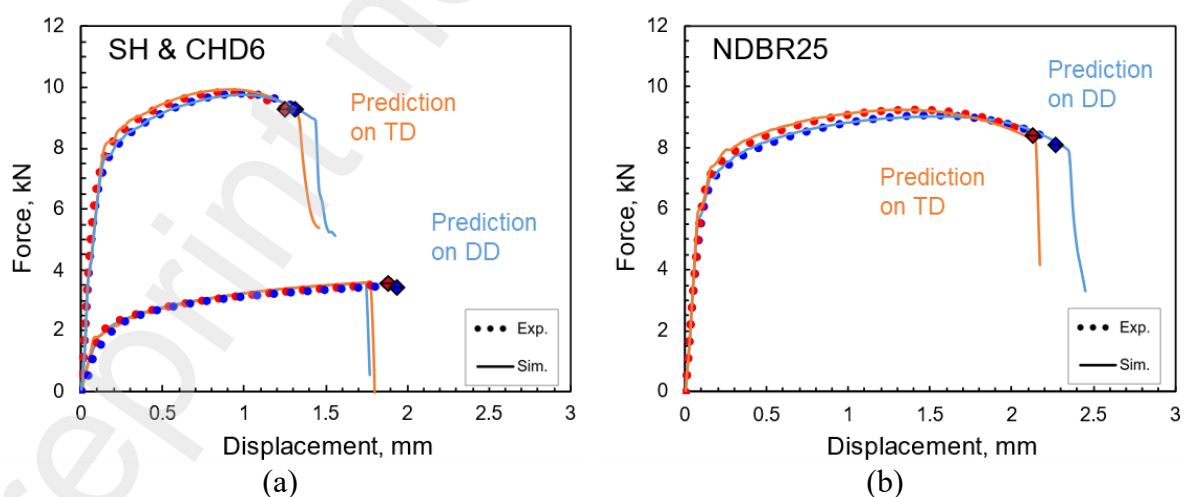 SH & CHD6
Prediction
on TD
Prediction
on DD
Exp.
Sim.
12
10
8
6
4
2
0
0
0.5
1
1.5
2
2.5
3
Force, kN
Displacement, mm
(a)
NDBR25
Prediction
on DD
Prediction
on TD
Exp.
Sim.
12
10
8
6
4
2
0
0
0.5
1
1.5
2
2.5
3
Force, kN
Displacement, mm
(b)